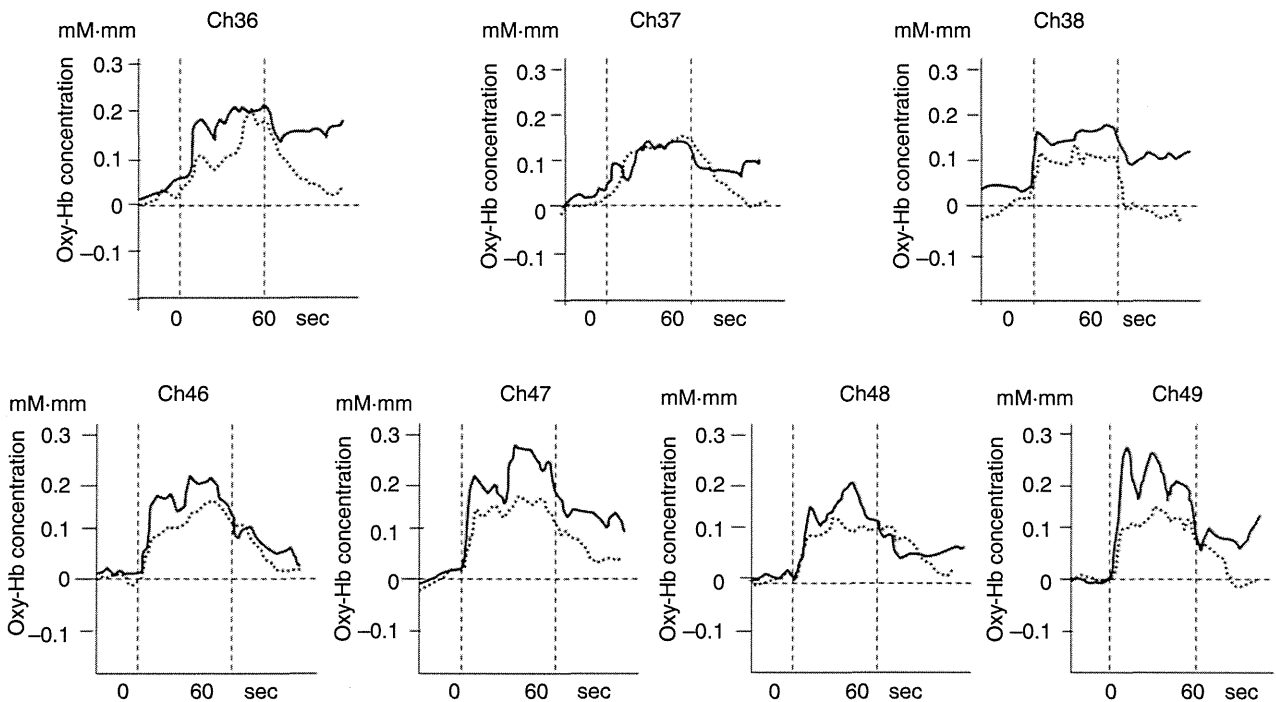 Ch36
mM·mm
Oxy-Hb concentration
0.3
0.2
0.1
0
–0.1
0 60 sec
Ch37
mM·mm
Oxy-Hb concentration
0.3
0.2
0.1
0
–0.1
0 60 sec
Ch38
mM·mm
Oxy-Hb concentration
0.3
0.2
0.1
0
–0.1
0 60 sec
Ch46
mM·mm
Oxy-Hb concentration
0.3
0.2
0.1
0
–0.1
0 60 sec
Ch47
mM·mm
Oxy-Hb concentration
0.3
0.2
0.1
0
–0.1
0 60 sec
Ch48
mM·mm
Oxy-Hb concentration
0.3
0.2
0.1
0
–0.1
0 60 sec
Ch49
mM·mm
Oxy-Hb concentration
0.3
0.2
0.1
0
–0.1
0 60 sec